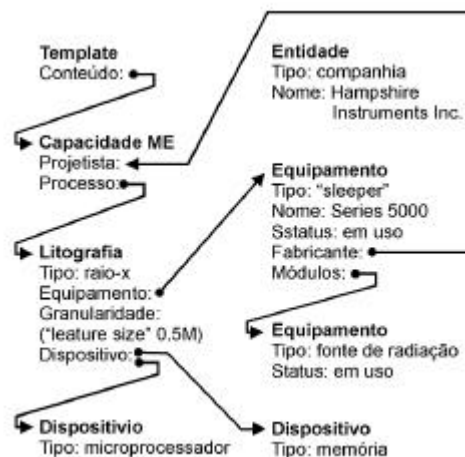 Template
Conteúdo:
Capacidade ME
Projetista:
Processo:
Litografia
Tipo: raio-x
Equipamento:
Granularidade:
("leature size" 0.5M)
Dispositivo:
Dispositivio
Tipo: microprocessador
Entidade
Tipo: companhia
Nome: Hampshire
Instruments Inc.
Equipamento
Tipo: "sleeper"
Nome: Series 5000
Sstatus: em uso
Fabricante:
Módulos:
Equipamento
Tipo: fonte de radiação
Status: em uso
Dispositivo
Tipo: memória